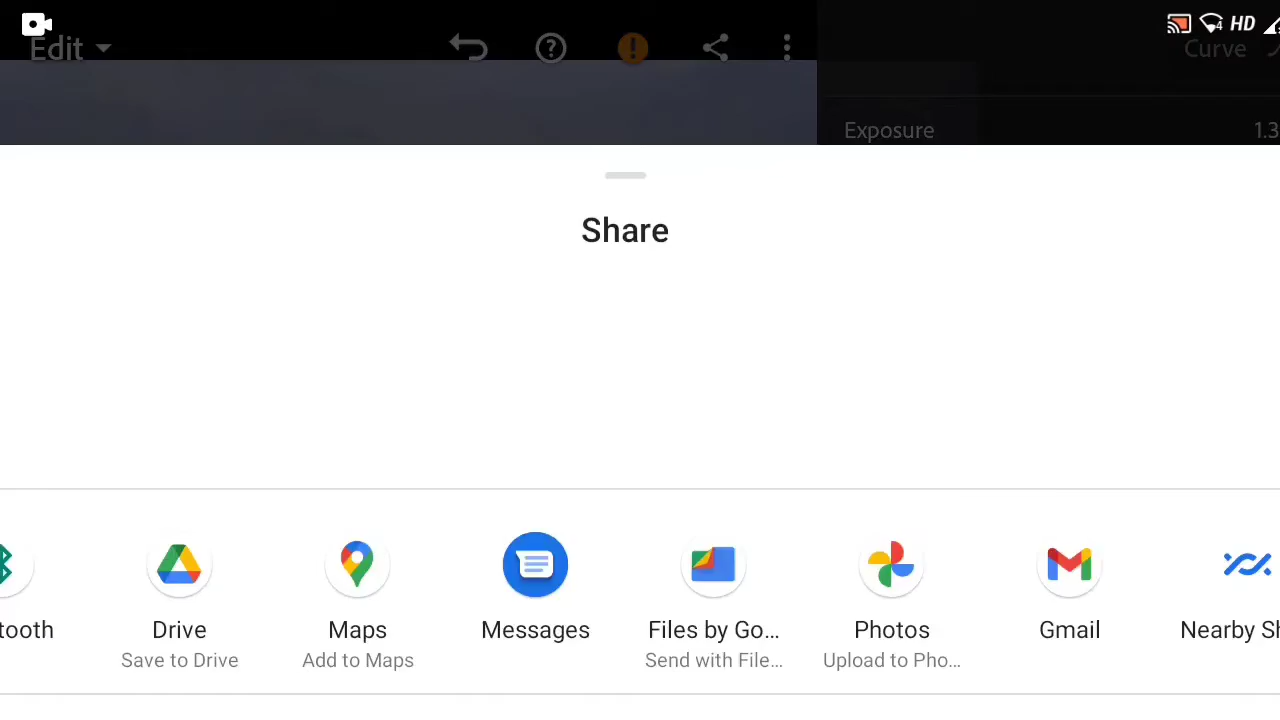 HD
Edit
Curve
Exposure 1.3
Share
tooth
Drive
Save to Drive
Maps
Add to Maps
Messages
Files by Go...
Send with File...
Photos
Upload to Pho...
Gmail
Nearby Sh